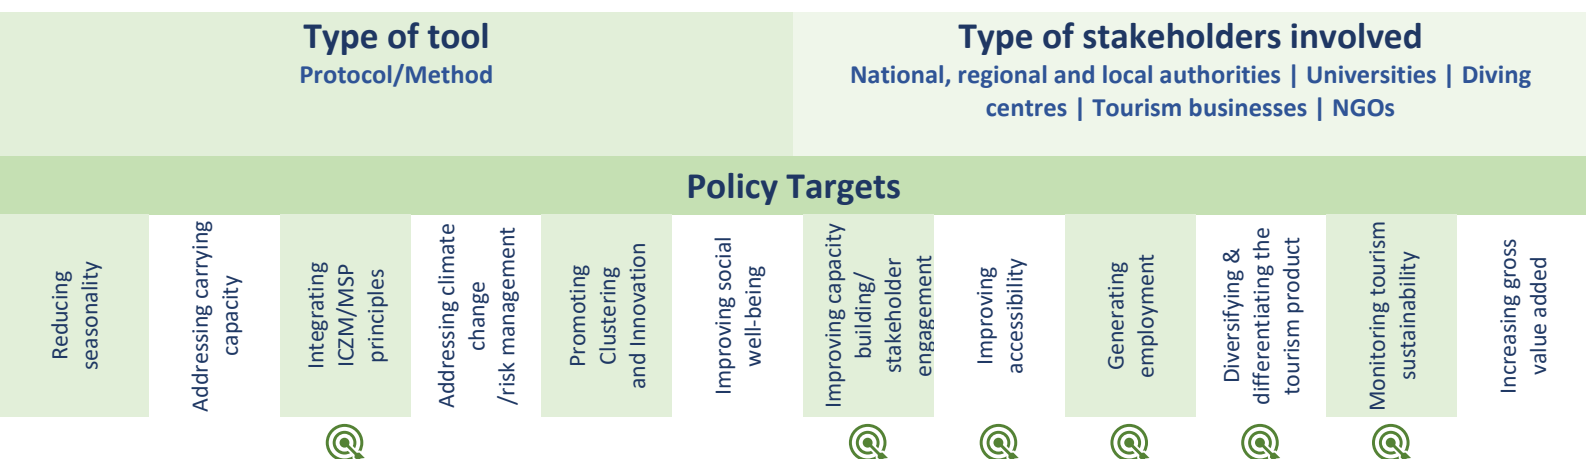 Type of tool
Protocol/Method
Type of stakeholders involved
National, regional and local authorities | Universities | Diving
centres | Tourism businesses | NGOs
Policy Targets
Reducing
seasonality
Addressing carrying
capacity
Integrating
ICZM/MSP
principles
Addressing climate
change
/risk management
Promoting
Clustering
and Innovation
Improving social
well-being
Improving capacity
building/
stakeholder
engagement
Improving
accessibility
Generating
employment
Diversifying &
differentiating the
tourism product
Monitoring tourism
sustainability
Increasing gross
value added